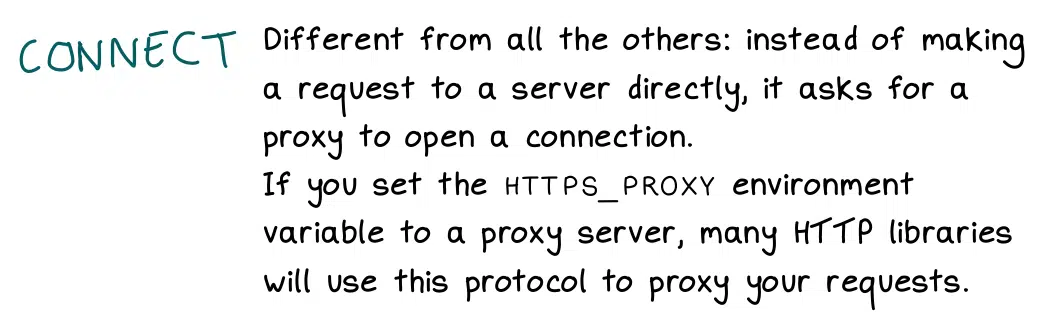 CONNECT Different from all the others: instead of making
a request to a server directly, it asks for a
proxy to open a connection.
If you set the HTTPS_PROXY environment
variable to a proxy server, many HTTP libraries
will use this protocol to proxy your requests.